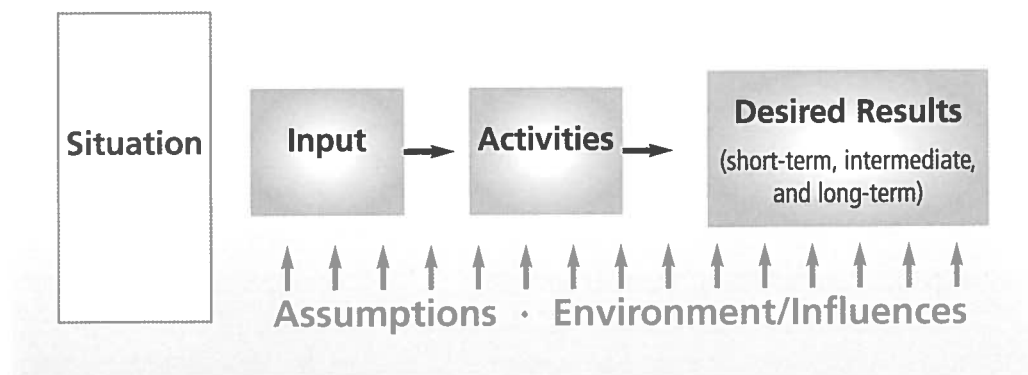 Situation
Input
Activities
Desired Results
(short-term, intermediate,
and long-term)
Assumptions · Environment/Influences